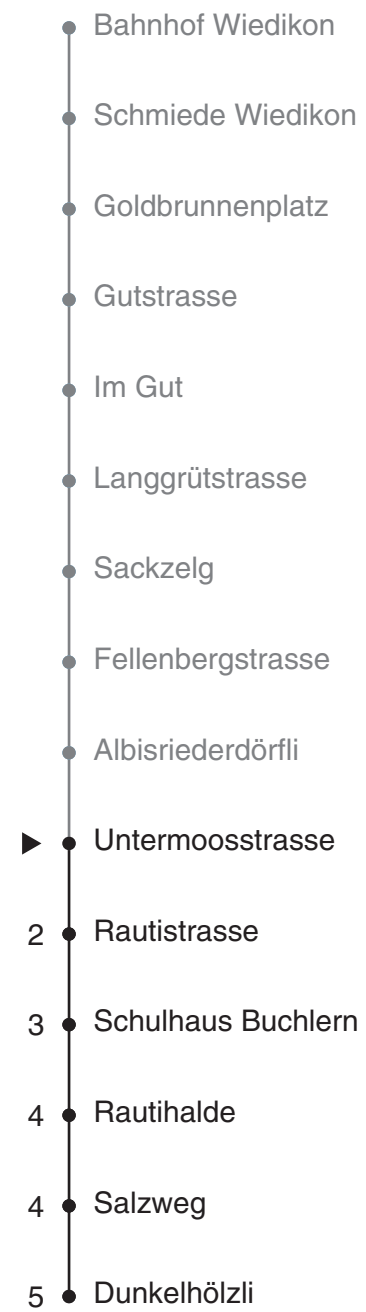 Bahnhof Wiedikon
Schmiede Wiedikon
Goldbrunnenplatz
Gutstrasse
Im Gut
Langgrütstrasse
Sackzelg
Fellenbergstrasse
Albisriederdörfli
Untermoosstrasse
2 Rautistrasse
3 Schulhaus Buchlern
4 Rautihalde
4 Salzweg
5 Dunkelhölzli